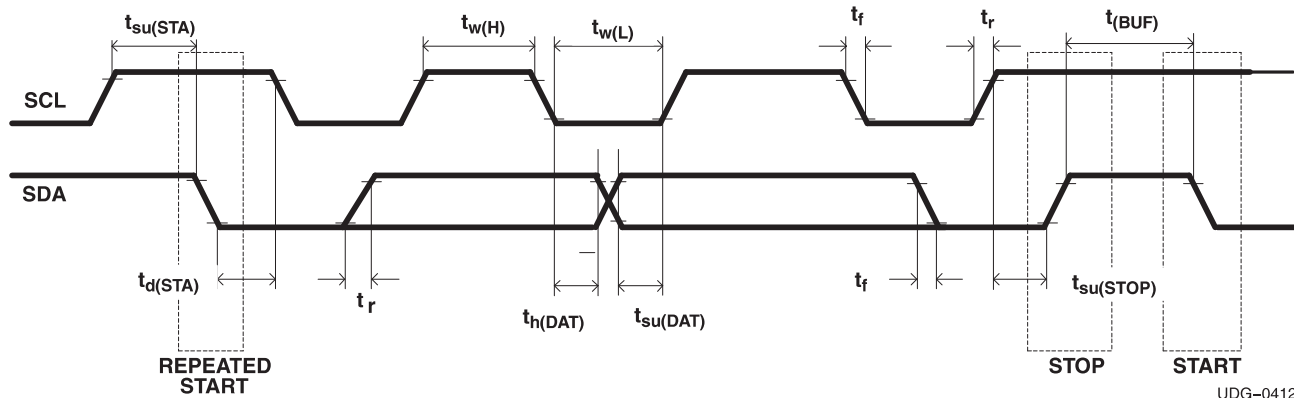 tsu(STA)
tw(H)
tw(L)
tf
tr
t(BUF)
SCL
SDA
td(STA)
tr
th(DAT)
tsu(DAT)
tf
tsu(STOP)
REPEATED
START
STOP
START
UDG–0412